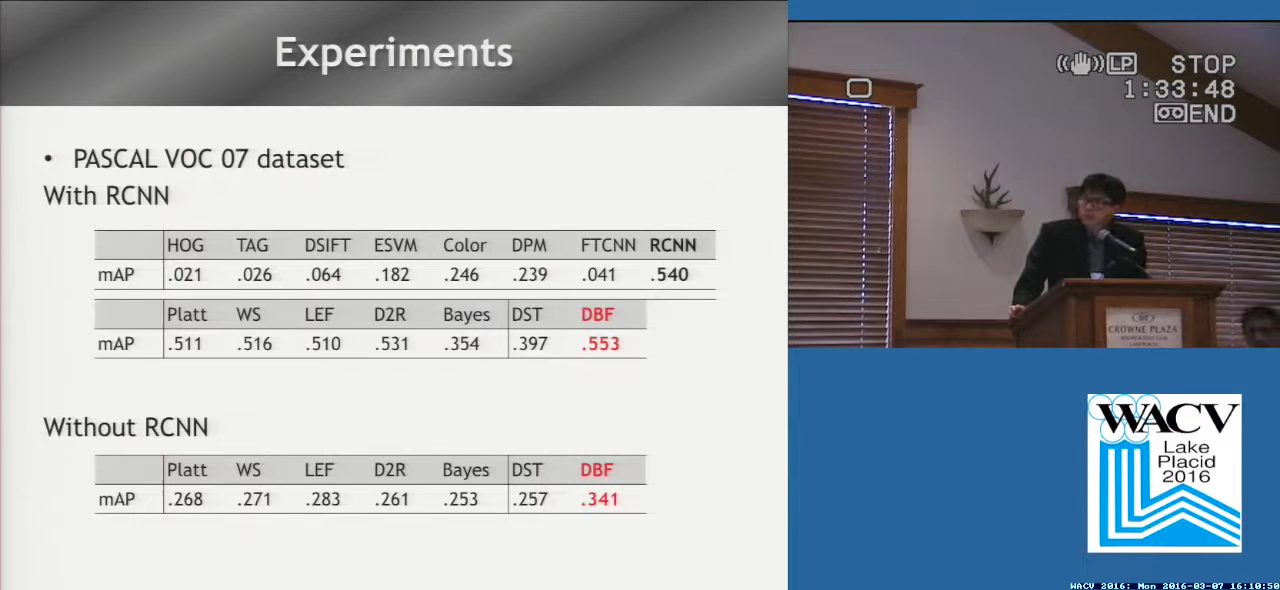 Experiments
• PASCAL VOC 07 dataset
With RCNN
HOG TAG DSIFT ESVM Color DPM FTCNN RCNN
mAP .021 .026 .064 .182 .246 .239 .041 .540
Platt WS LEF D2R Bayes DST DBF
mAP .511 .516 .510 .531 .354 .397 .553
Without RCNN
Platt WS LEF D2R Bayes DST DBF
mAP .268 .271 .283 .261 .253 .257 .341
LP STOP
1:33:48
END
CROWNE PLAZA
WACV
Lake
Placid
2016
WACV 2016: Mon 2016-03-07 16:10:50